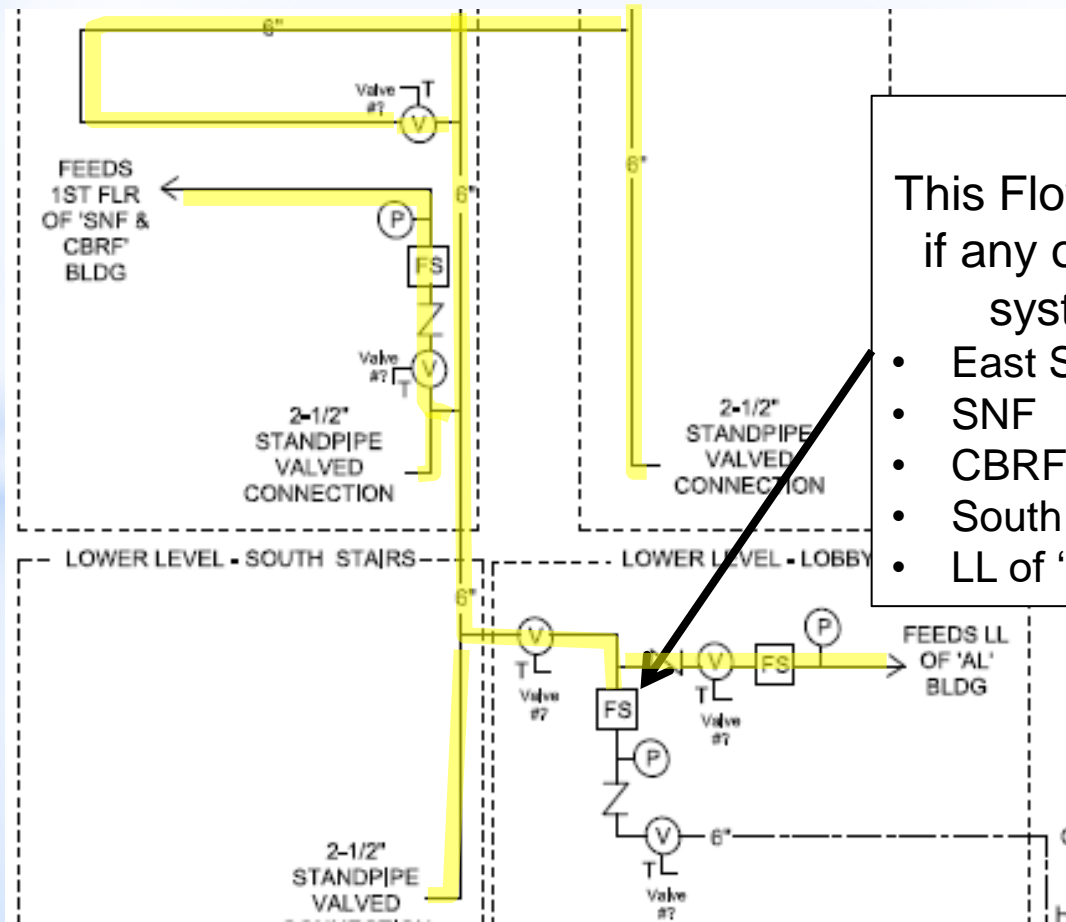 6"
Valve
#?
T
V
FEEDS
1ST FLR
OF 'SNF &
CBRF'
BLDG
P
6"
6"
FS
Valve
#?
T
V
2-1/2"
STANDPIPE
VALVED
CONNECTION
2-1/2"
STANDPIPE
VALVED
CONNECTION
This Flo
if any
syst
• East S
• SNF
• CBRF
• South
• LL of ‘
LOWER LEVEL - SOUTH STAIRS
LOWER LEVEL - LOBBY
6"
V
T
Valve
#?
V
T
Valve
#?
FS
P
FEEDS LL
OF 'AL'
BLDG
FS
P
V
6"
T
Valve
#?
2-1/2"
STANDPIPE
VALVED